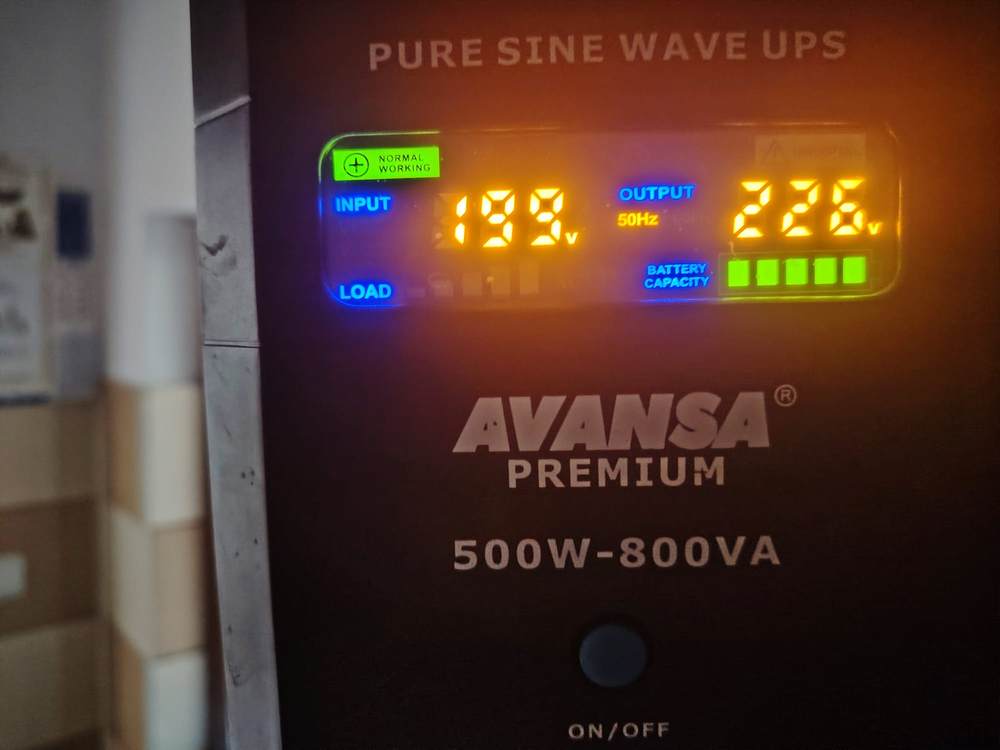 PURE SINE WAVE UPS
NORMAL
WORKING
INPUT
199v
OUTPUT
50Hz
226v
LOAD
BATTERY
CAPACITY
AVANSA®
PREMIUM
500W-800VA
ON/OFF